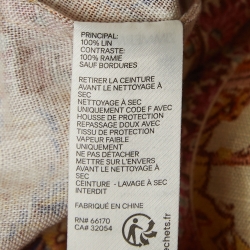 PRINCIPAL:
100% LIN
CONTRASTE:
100% RAMIE
SAUF BORDURES
RETIRER LA CEINTURE
AVANT LE NETTOYAGE À
SEC
NETTOYAGE À SEC
UNIQUEMENT CODE F AVEC
HOUSSE DE PROTECTION
REPASSAGE DOUX AVEC
TISSU DE PROTECTION
VAPEUR FAIBLE
UNIQUEMENT
NE PAS DÉTACHER
METTRE SUR L'ENVERS
AVANT LE NETTOYAGE À
SEC
CEINTURE - LAVAGE À SEC
INTERDIT
FABRIQUÉ EN CHINE
RN# 66170
CA# 32054